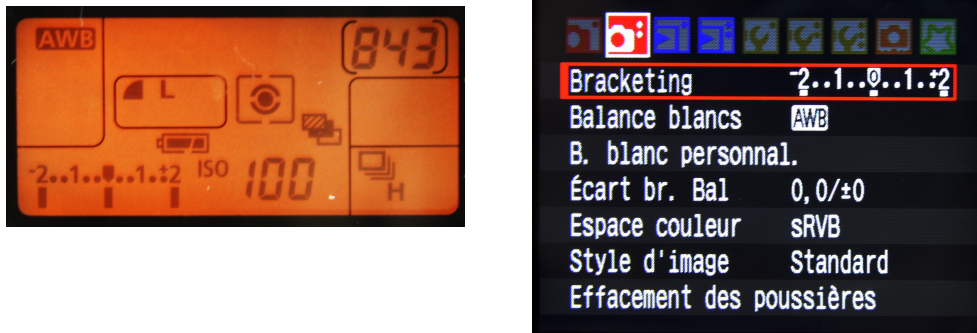 AWB
[843]
L
-2..1..0..1.:+2 ISO 100
H
Bracketing -2..1..0..1.:+2
Balance blancs AWB
B. blanc personnal.
Écart br. Bal 0,0/±0
Espace couleur sRVB
Style d'image Standard
Effacement des poussières